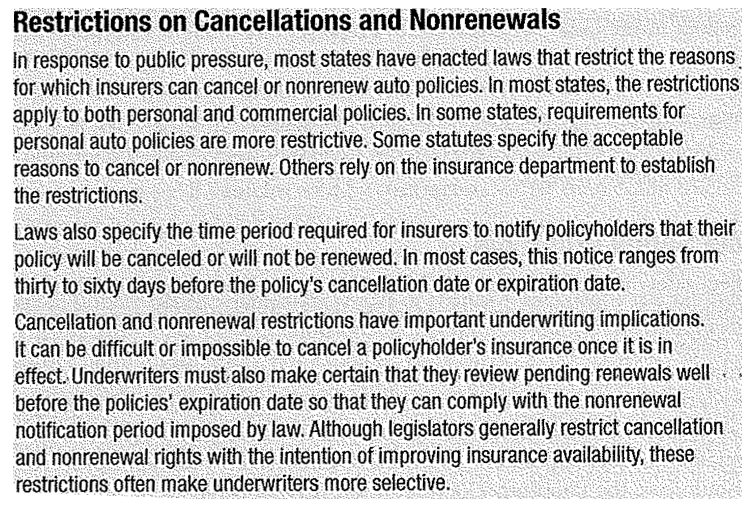 Restrictions on Cancellations and Nonrenewals
In response to public pressure, most states have enacted laws that restrict the reasons
for which insurers can cancel or nonrenew auto policies. In most states, the restrictions
apply to both personal and commercial policies. In some states, requirements for
personal auto policies are more restrictive. Some statutes specify the acceptable
reasons to cancel or nonrenew. Others rely on the insurance department to establish
the restrictions.
Laws also specify the time period required for insurers to notify policyholders that their
policy will be canceled or will not be renewed. In most cases, this notice ranges from
thirty to sixty days before the policy's cancellation date or expiration date.
Cancellation and nonrenewal restrictions have important underwriting implications.
It can be difficult or impossible to cancel a policyholder's insurance once it is in
effect. Underwriters must also make certain that they review pending renewals well
before the policies' expiration date so that they can comply with the nonrenewal
notification period imposed by law. Although legislators generally restrict cancellation
and nonrenewal rights with the intention of improving insurance availability, these
restrictions often make underwriters more selective.